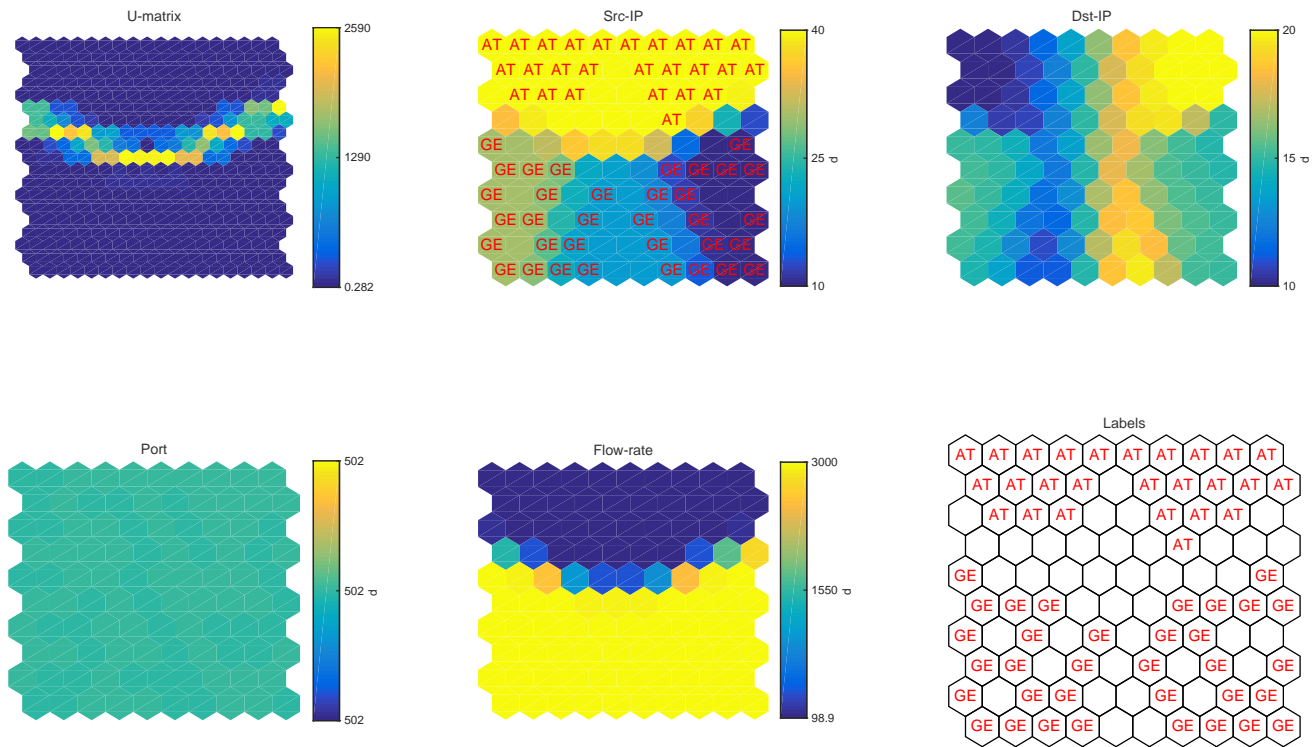 U-matrix
2590
1290
0.282
Src-IP
AT AT AT AT AT AT AT AT AT AT
AT AT AT AT AT AT AT AT AT
AT AT AT AT AT AT
AT
GE GE
GE GE GE GE GE GE GE
GE GE GE GE GE
GE GE GE GE GE GE
GE GE GE GE GE GE
GE GE GE GE GE GE GE GE
40
25
d
10
Dst-IP
20
15
d
10
Port
502
502
d
502
Flow-rate
3000
1550
d
98.9
Labels
AT AT AT AT AT AT AT AT AT AT
AT AT AT AT AT AT AT AT AT
AT AT AT AT AT AT
AT
GE GE
GE GE GE GE GE GE GE
GE GE GE GE GE
GE GE GE GE GE GE
GE GE GE GE GE GE
GE GE GE GE GE GE GE GE